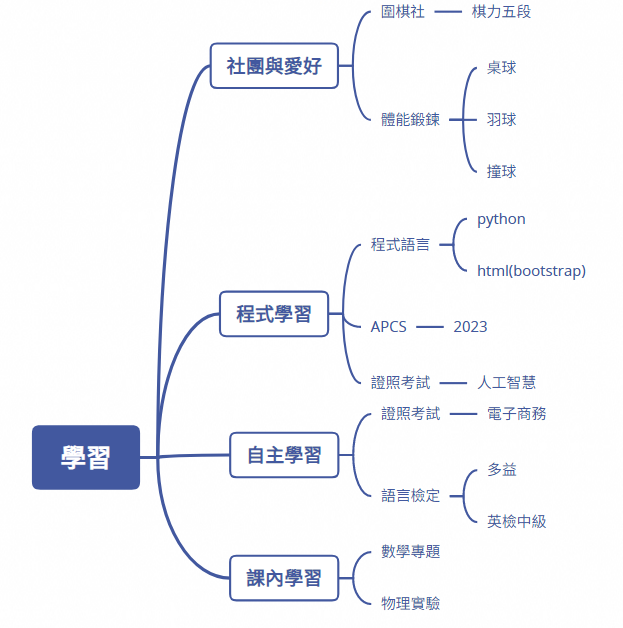 學習
社團與愛好
圍棋社
棋力五段
體能鍛鍊
桌球
羽球
撞球
程式學習
程式語言
python
html(bootstrap)
APCS
2023
證照考試
人工智慧
自主學習
證照考試
電子商務
語言檢定
多益
英檢中級
課內學習
數學專題
物理實驗